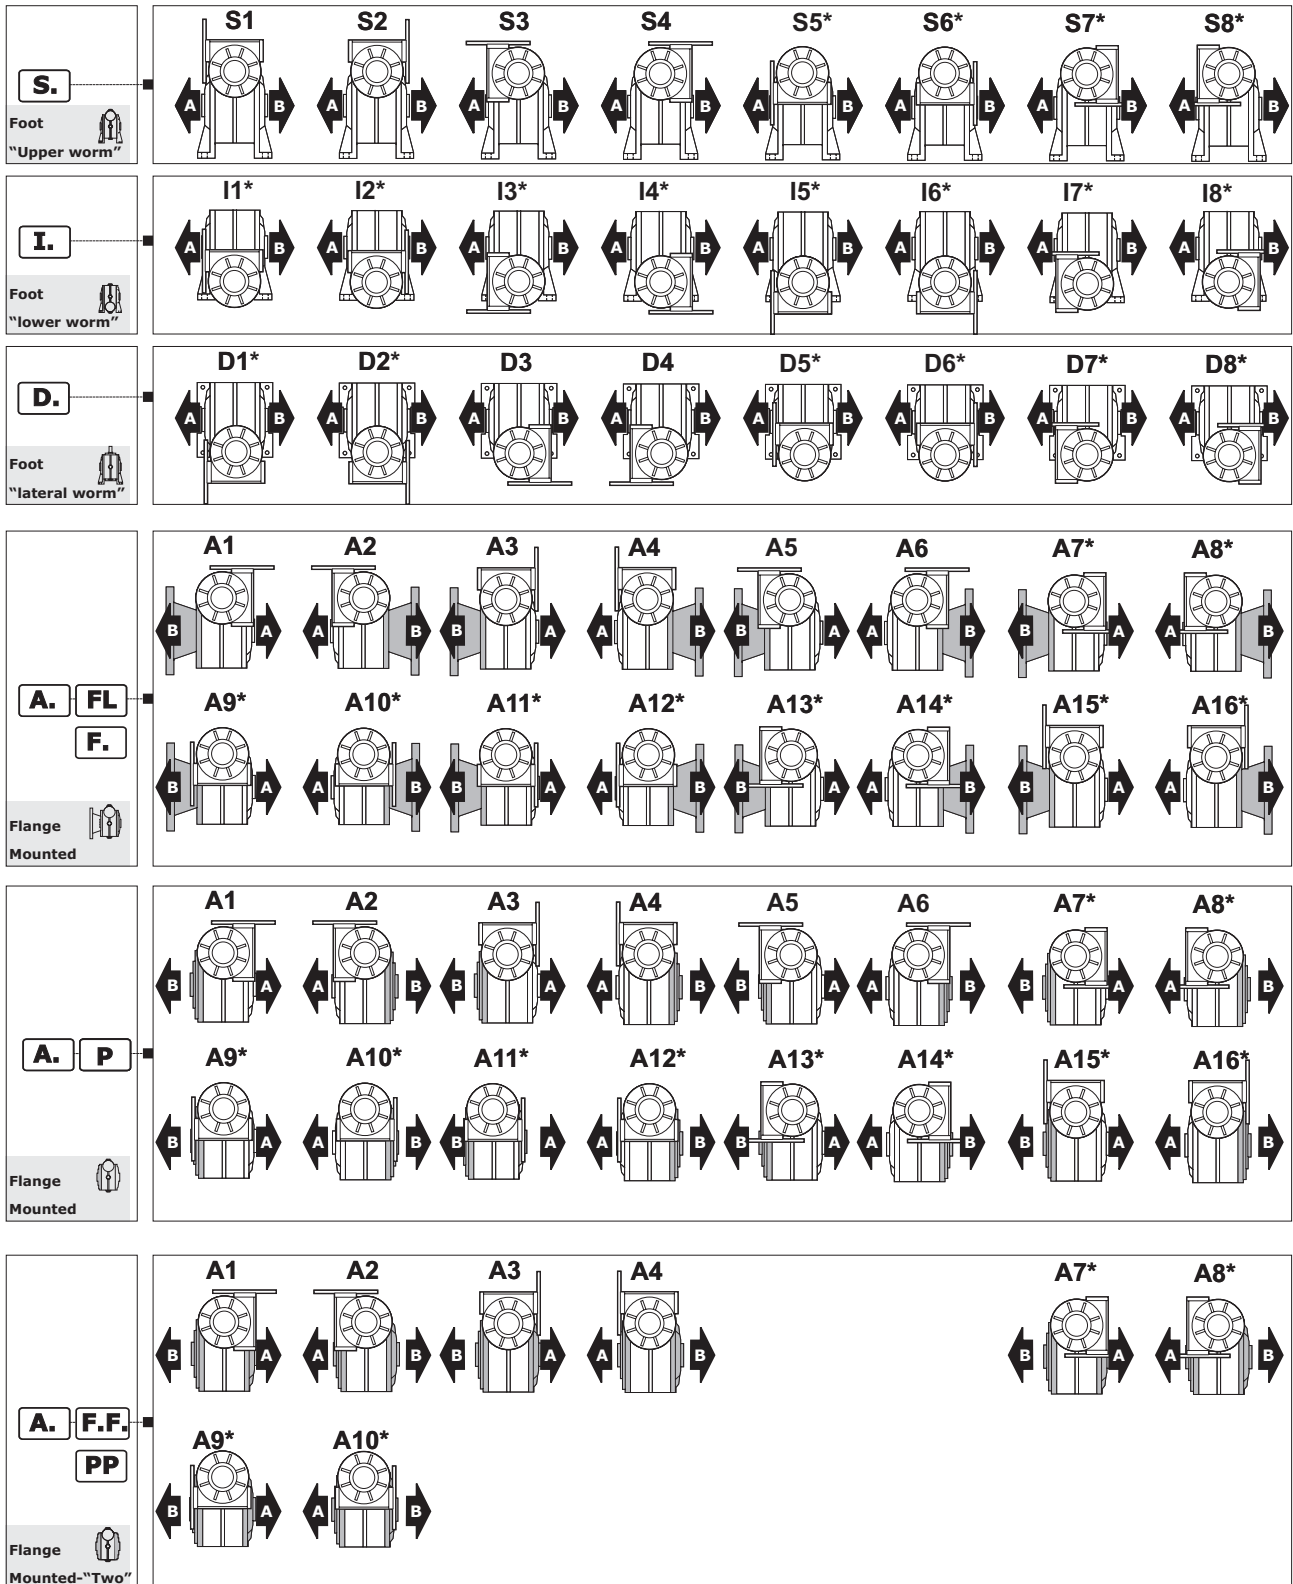 S1 S2 S3 S4 S5* S6* S7* S8*
S.
A B A B A B A B A B A B A B A B
Foot
"Upper worm"
I1* I2* I3* I4* I5* I6* I7* I8*
I.
A B A B A B A B A B A B A B A B
Foot
"lower worm"
D1* D2* D3 D4 D5* D6* D7* D8*
D.
A B A B A B A B A B A B A B A B
Foot
"lateral worm"
A1 A2 A3 A4 A5 A6 A7* A8*
B A A B B A A B B A A B B A A B
A. FL
F.
A9* A10* A11* A12* A13* A14* A15* A16*
B A A B B A A B B A A B B A A B
Flange
Mounted
A1 A2 A3 A4 A5 A6 A7* A8*
B A A B B A A B B A A B B A A B
A. P
A9* A10* A11* A12* A13* A14* A15* A16*
B A A B B A A B B A A B B A A B
Flange
Mounted
A1 A2 A3 A4 A7* A8*
B A A B B A A B B A A B
A. F.F.
PP
A9* A10*
B A A B
Flange
Mounted-"Two"